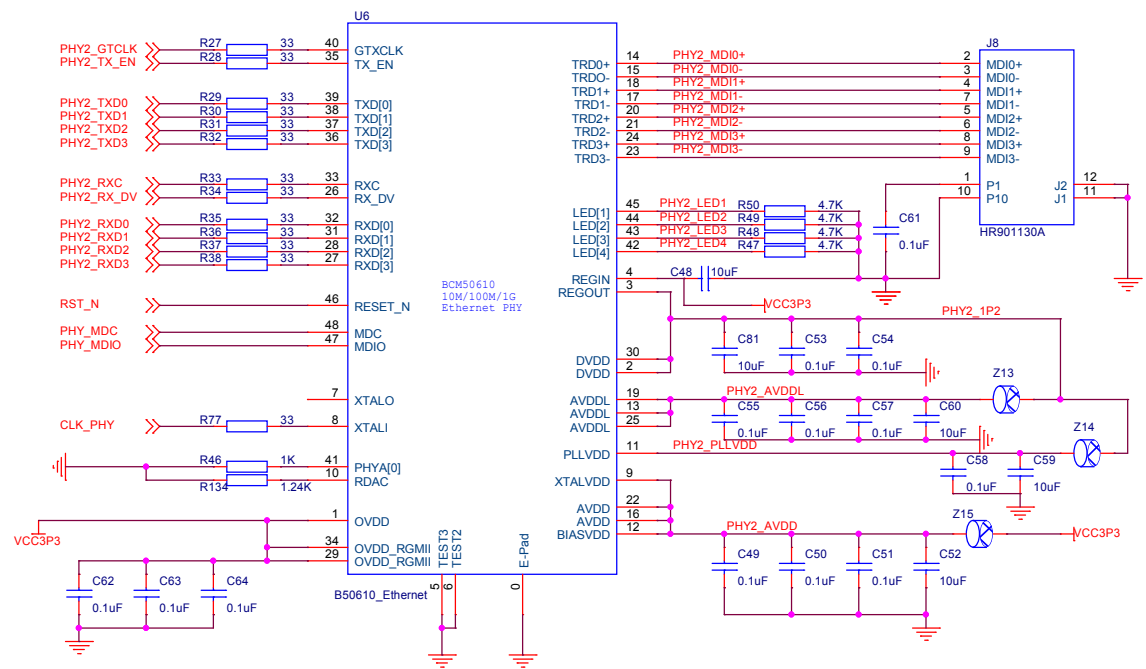 U6
PHY2_GTCLK R27 33 40 GTXCLK
PHY2_TX_EN R28 33 35 TX_EN
PHY2_TXD0 R29 33 39 TXD[0]
PHY2_TXD1 R30 33 38 TXD[1]
PHY2_TXD2 R31 33 37 TXD[2]
PHY2_TXD3 R32 33 36 TXD[3]
PHY2_RXC R33 33 33 RXC
PHY2_RX_DV R34 33 26 RX_DV
PHY2_RXD0 R35 33 32 RXD[0]
PHY2_RXD1 R36 33 31 RXD[1]
PHY2_RXD2 R37 33 28 RXD[2]
PHY2_RXD3 R38 33 27 RXD[3]
RST_N 46 RESET_N
PHY_MDC 48 MDC
PHY_MDIO 47 MDIO
7 XTALO
CLK_PHY R77 33 8 XTALI
R46 1K 41 PHYA[0]
R134 1.24K 10 RDAC
1 OVDD
VCC3P3
34 OVDD_RGMII
29 OVDD_RGMII
C62 C63 C64
0.1uF 0.1uF 0.1uF
BCM50610
10M/100M/1G
Ethernet PHY
TEST3 TEST2 E-Pad
5 6 0
B50610_Ethernet
J8
TRD0+ 14 PHY2_MDI0+ 2 MDI0+
TRDO- 15 PHY2_MDI0- 3 MDI0-
TRD1+ 18 PHY2_MDI1+ 4 MDI1+
TRD1- 17 PHY2_MDI1- 7 MDI1-
TRD2+ 20 PHY2_MDI2+ 5 MDI2+
TRD2- 21 PHY2_MDI2- 6 MDI2-
TRD3+ 24 PHY2_MDI3+ 8 MDI3+
TRD3- 23 PHY2_MDI3- 9 MDI3-
1 P1 J2 12
10 P10 J1 11
HR901130A
LED[1] 45 PHY2_LED1 R50 4.7K
LED[2] 44 PHY2_LED2 R49 4.7K
LED[3] 43 PHY2_LED3 R48 4.7K
LED[4] 42 PHY2_LED4 R47 4.7K
C61
0.1uF
REGIN 4 C48 10uF
REGOUT 3
VCC3P3
PHY2_1P2
C81 C53 C54
10uF 0.1uF 0.1uF
DVDD 30
DVDD 2
Z13
AVDDL 19 PHY2_AVDDL
AVDDL 13
AVDDL 25
C55 C56 C57 C60
0.1uF 0.1uF 0.1uF 10uF
Z14
PLLVDD 11 PHY2_PLLVDD
C58 C59
0.1uF 10uF
XTALVDD 9
AVDD 22
AVDD 16
BIASVDD 12 PHY2_AVDD
Z15
VCC3P3
C49 C50 C51 C52
0.1uF 0.1uF 0.1uF 10uF